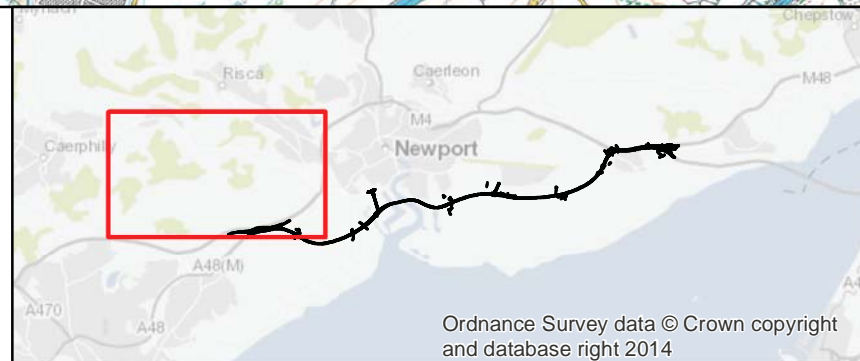 Chepstow
Risca
Caerleon
M48
M4
Caerphilly
Newport
A48(M)
A470
A48
Ordnance Survey data © Crown copyright
and database right 2014